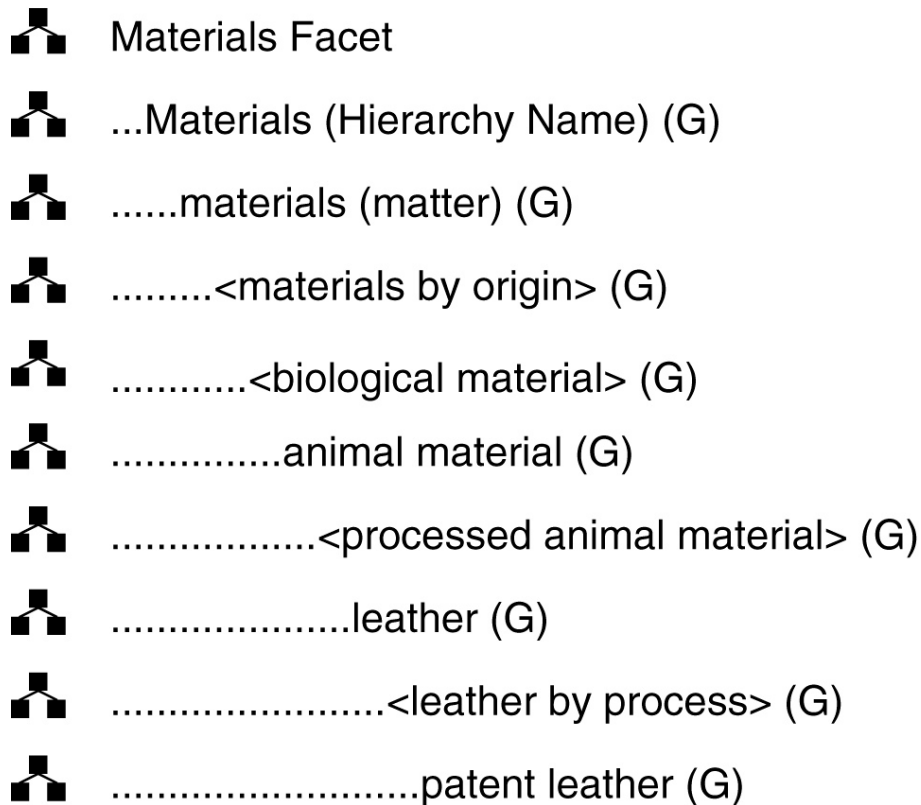 Materials Facet
...Materials (Hierarchy Name) (G)
......materials (matter) (G)
.........<materials by origin> (G)
............<biological material> (G)
...............animal material (G)
..................<processed animal material> (G)
.....................leather (G)
........................<leather by process> (G)
...........................patent leather (G)